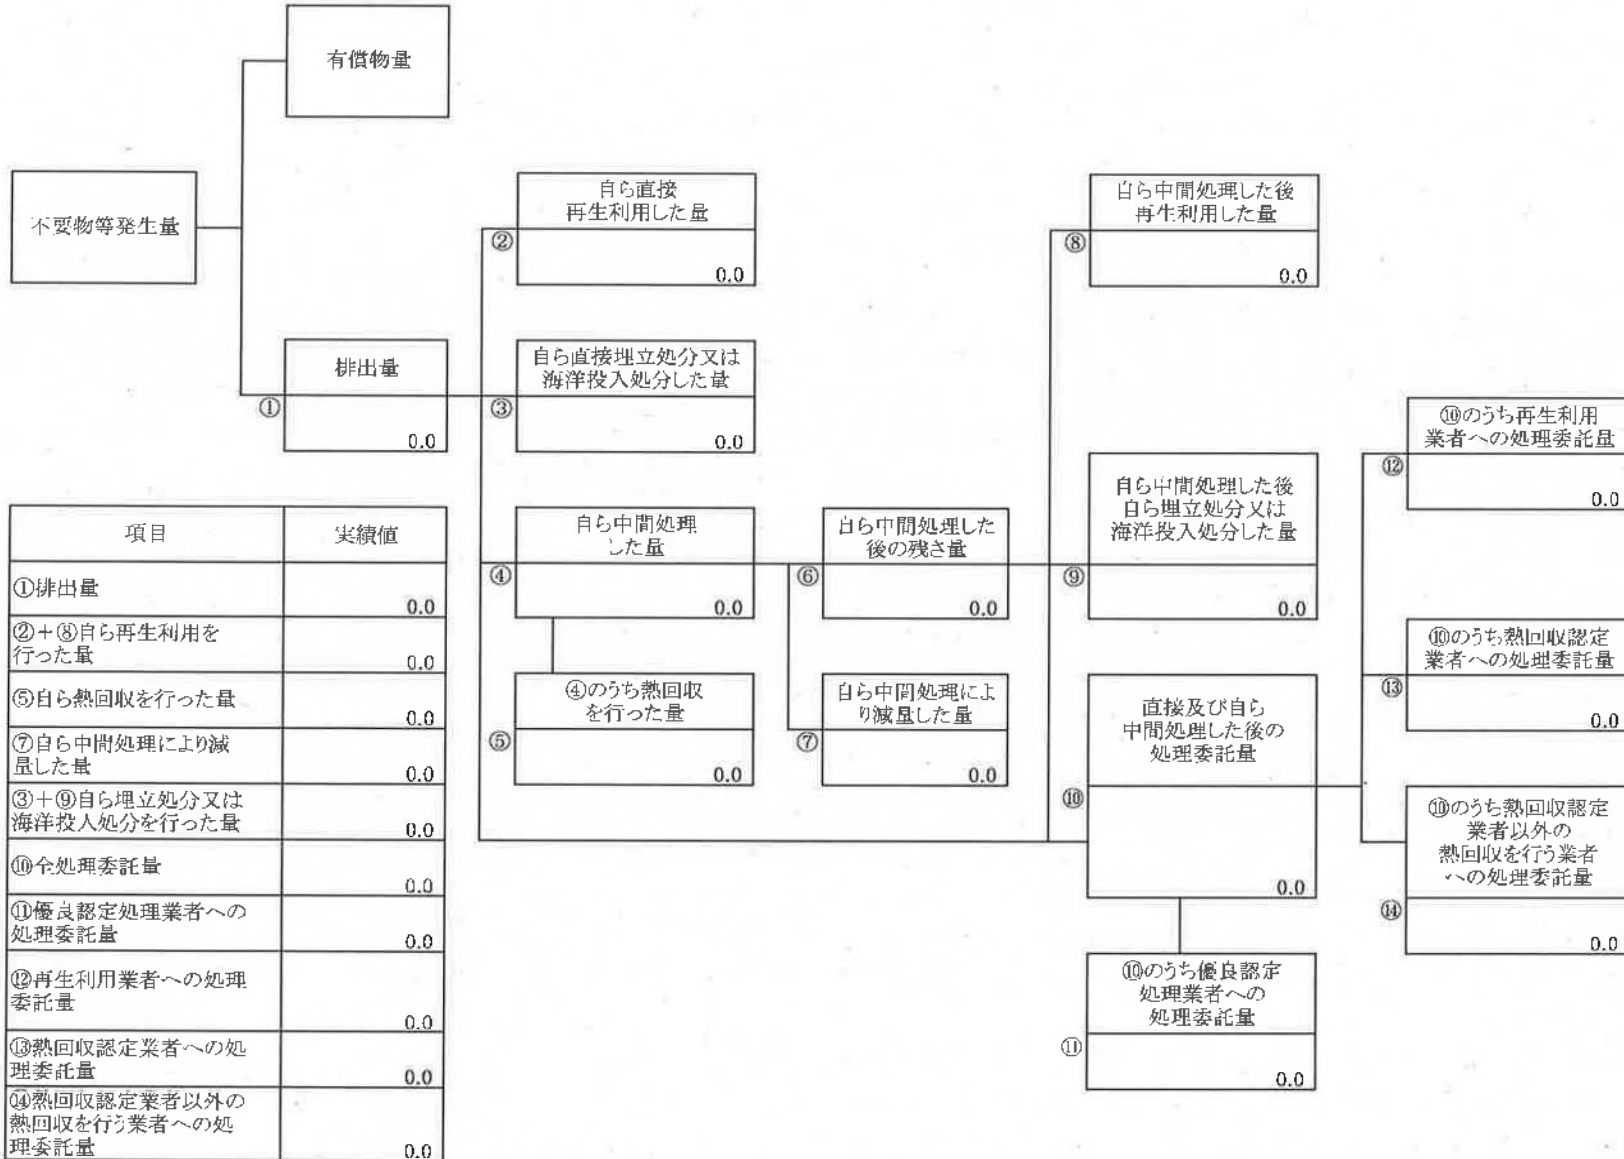 有償物量
不要物等発生量
自ら直接
再生利用した量
②
0.0
自ら中間処理した後
再生利用した量
⑧
0.0
排出量
①
0.0
自ら直接埋立処分又は
海洋投入処分した量
③
0.0
⑩のうち再生利用
業者への処理委託量
⑫
0.0
自ら中間処理
した量
④
0.0
自ら中間処理した
後の残さ量
⑥
0.0
自ら中間処理した後
自ら埋立処分又は
海洋投入処分した量
⑨
0.0
⑩のうち熱回収認定
業者への処理委託量
⑬
0.0
④のうち熱回収
を行った量
⑤
0.0
自ら中間処理によ
り減量した量
⑦
0.0
直接及び自ら
中間処理した後の
処理委託量
⑩
0.0
⑩のうち熱回収認定
業者以外の
熱回収を行う業者
への処理委託量
⑭
0.0
⑩のうち優良認定
処理業者への
処理委託量
⑪
0.0
項目 実績値
①排出量
0.0
②+⑧自ら再生利用を
行った量
0.0
⑤自ら熱回収を行った量
0.0
⑦自ら中間処理により減
量した量
0.0
③+⑨自ら埋立処分又は
海洋投入処分を行った量
0.0
⑩全処理委託量
0.0
⑪優良認定処理業者への
処理委託量
0.0
⑫再生利用業者への処理
委託量
0.0
⑬熱回収認定業者への処
理委託量
0.0
⑭熱回収認定業者以外の
熱回収を行う業者への処
理委託量
0.0